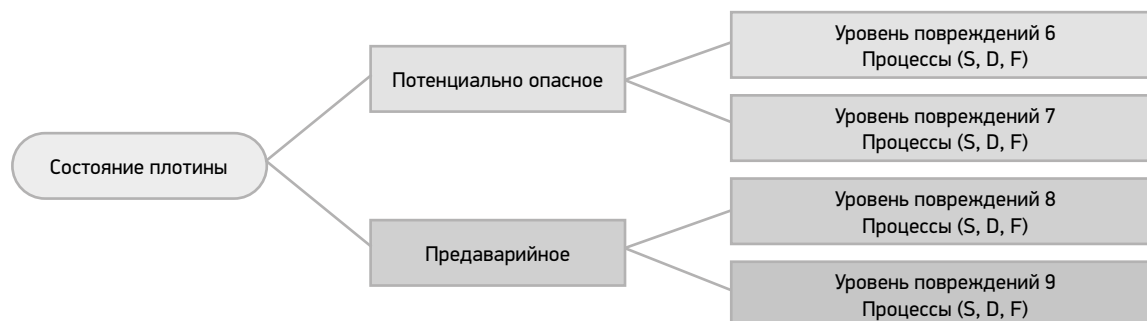 Состояние плотины
Потенциально опасное
Уровень повреждений 6
Процессы (S, D, F)
Уровень повреждений 7
Процессы (S, D, F)
Предаварийное
Уровень повреждений 8
Процессы (S, D, F)
Уровень повреждений 9
Процессы (S, D, F)